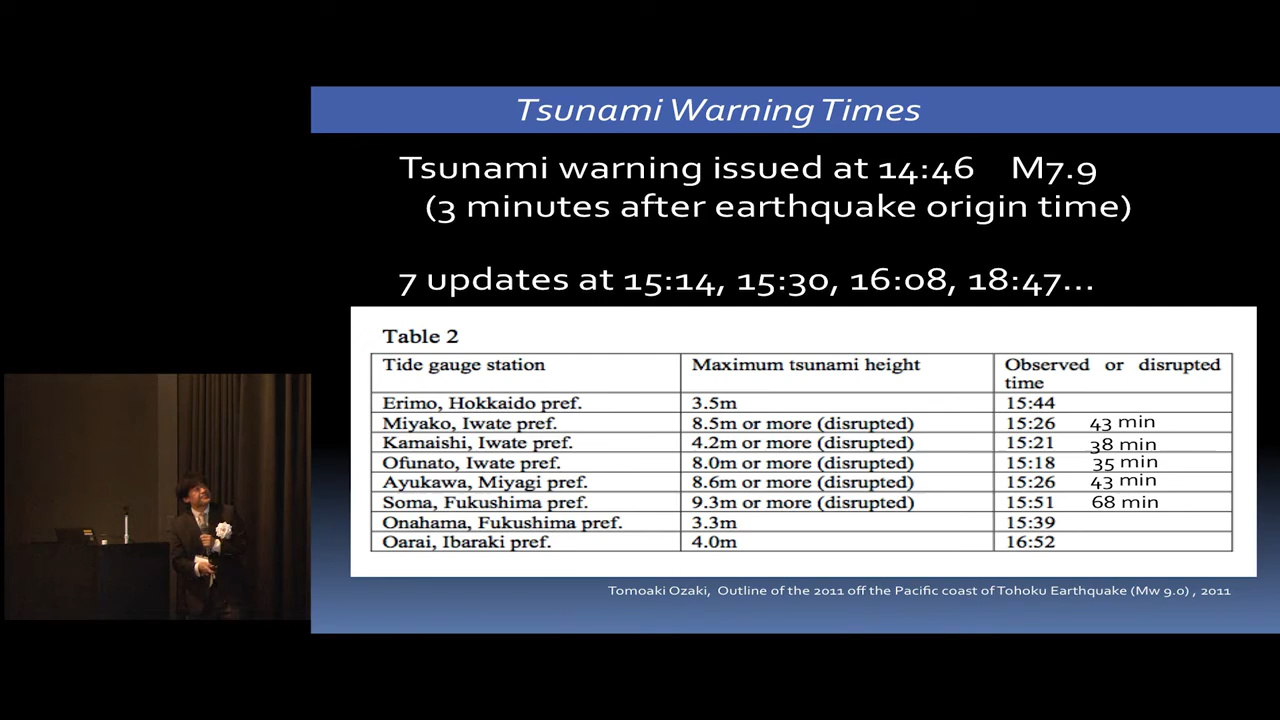 Tsunami Warning Times
Tsunami warning issued at 14:46 M7.9
(3 minutes after earthquake origin time)
7 updates at 15:14, 15:30, 16:08, 18:47...
Table 2
Tide gauge station Maximum tsunami height Observed or disrupted time
Erimo, Hokkaido pref. 3.5m 15:44
Miyako, Iwate pref. 8.5m or more (disrupted) 15:26 43 min
Kamaishi, Iwate pref. 4.2m or more (disrupted) 15:21 38 min
Ofunato, Iwate pref. 8.0m or more (disrupted) 15:18 35 min
Ayukawa, Miyagi pref. 8.6m or more (disrupted) 15:26 43 min
Soma, Fukushima pref. 9.3m or more (disrupted) 15:51 68 min
Onahama, Fukushima pref. 3.3m 15:39
Oarai, Ibaraki pref. 4.0m 16:52
Tomoaki Ozaki, Outline of the 2011 off the Pacific coast of Tohoku Earthquake (Mw 9.0) , 2011